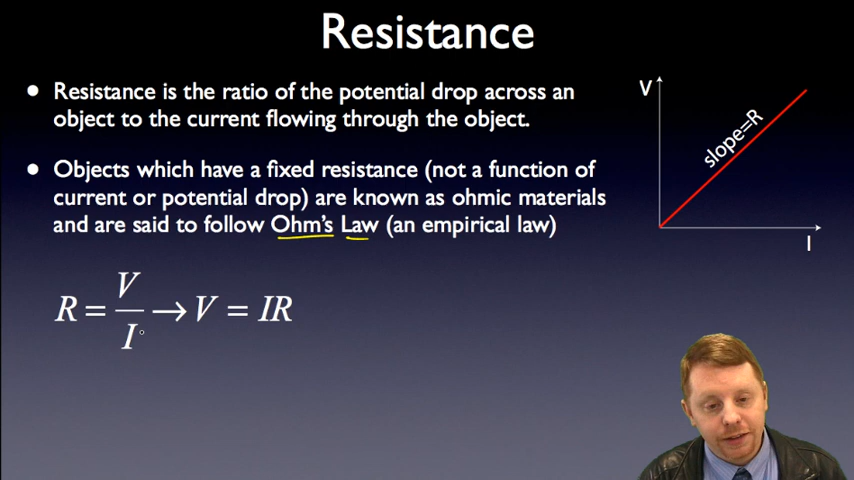 Resistance
• Resistance is the ratio of the potential drop across an
object to the current flowing through the object.
• Objects which have a fixed resistance (not a function of
current or potential drop) are known as ohmic materials
and are said to follow Ohm's Law (an empirical law)
R = V/I → V = IR
V
slope=R
I